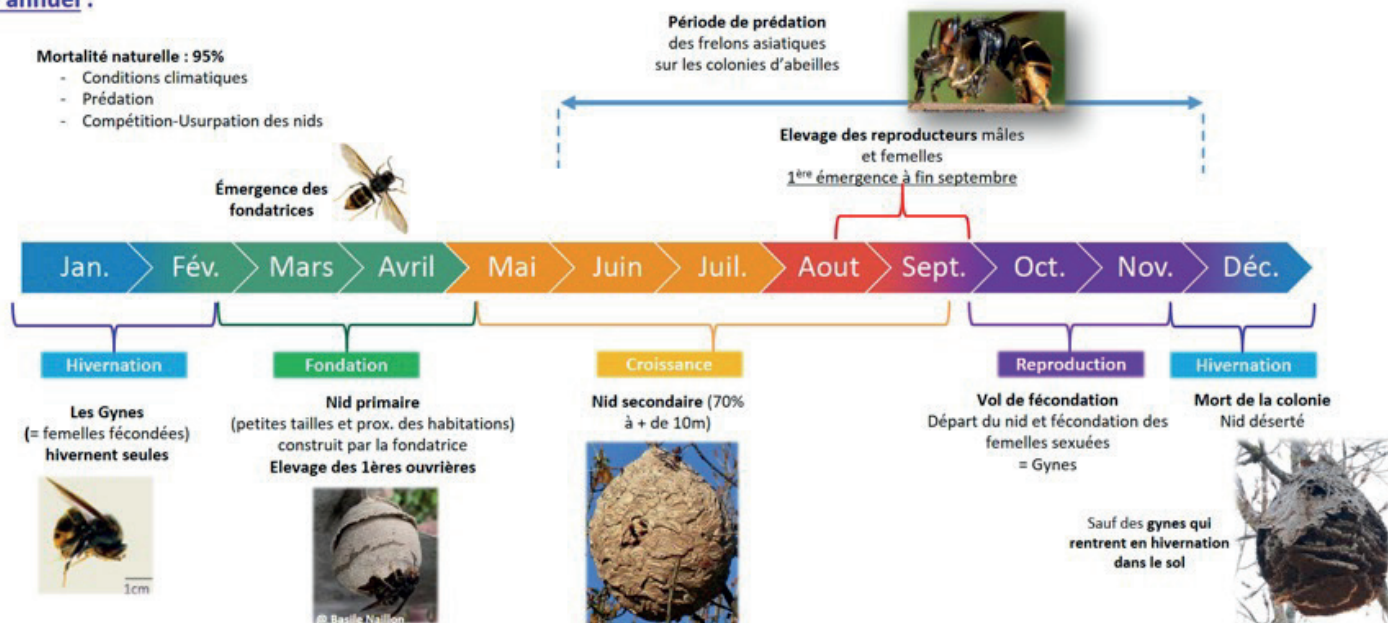 annuel :
Mortalité naturelle : 95%
- Conditions climatiques
- Prédation
- Compétition-Usurpation des nids
Période de prédation
des frelons asiatiques
sur les colonies d'abeilles
Émergence des
fondatrices
Elevage des reproducteurs mâles
et femelles
1ère émergence à fin septembre
Jan.
Fév.
Mars
Avril
Mai
Juin
Juil.
Aout
Sept.
Oct.
Nov.
Déc.
Hivernation
Les Gynes
(= femelles fécondées)
hivernent seules
1cm
Fondation
Nid primaire
(petites tailles et prox. des habitations)
construit par la fondatrice
Elevage des 1ères ouvrières
@ Basile Naillon
Croissance
Nid secondaire (70%
à + de 10m)
Reproduction
Vol de fécondation
Départ du nid et fécondation des
femelles sexuées
= Gynes
Hivernation
Mort de la colonie
Nid déserté
Sauf des gynes qui
rentrent en hivernation
dans le sol